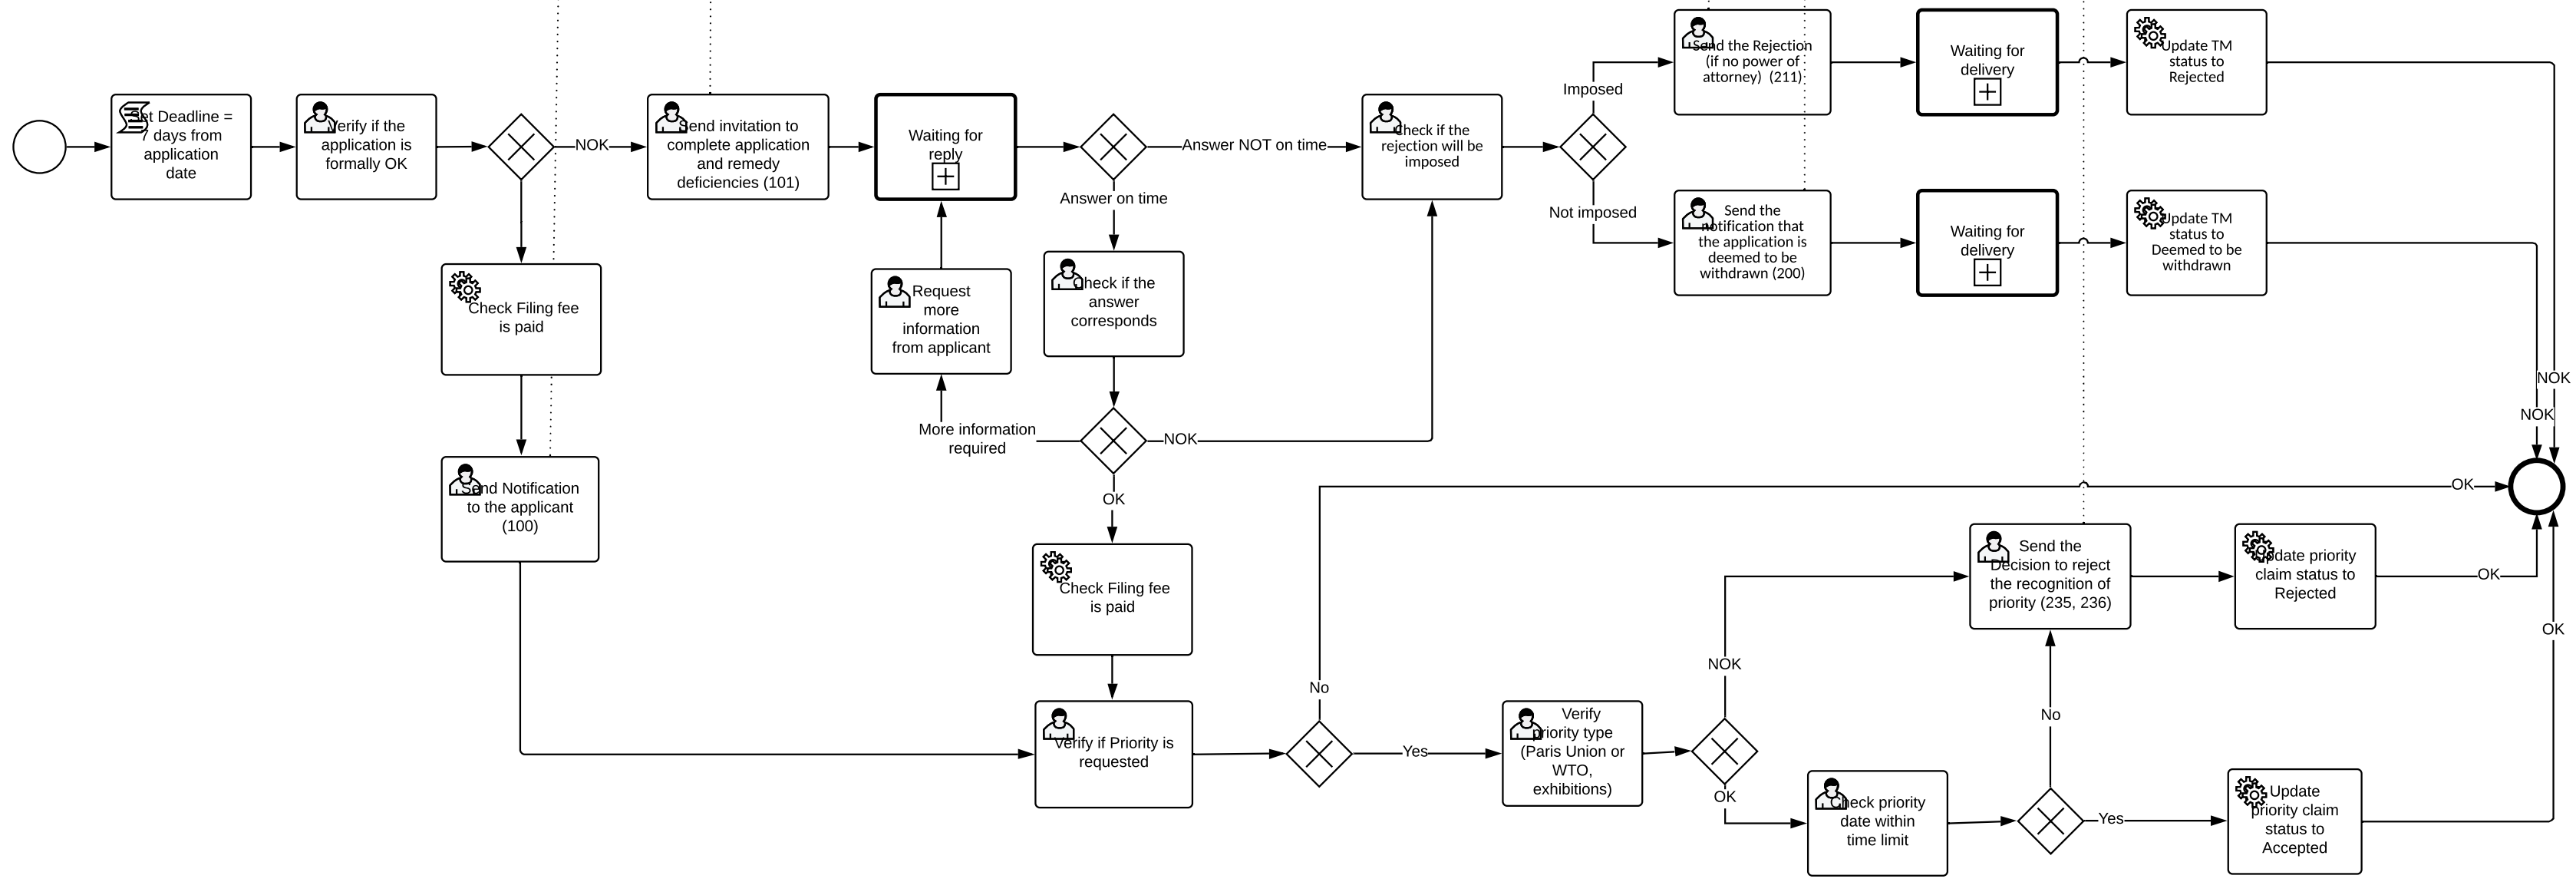 Set Deadline =
7 days from
application
date
Verify if the
application is
formally OK
NOK
Send invitation to
complete application
and remedy
deficiencies (101)
Waiting for
reply
Answer NOT on time
Answer on time
Check if the
rejection will be
imposed
Imposed
Not imposed
Send the Rejection
(if no power of
attorney) (211)
Waiting for
delivery
Update TM
status to
Rejected
Send the
notification that
the application is
deemed to be
withdrawn (200)
Waiting for
delivery
Update TM
status to
Deemed to be
withdrawn
NOK
NOK
Check Filing fee
is paid
Request
more
information
from applicant
Check if the
answer
corresponds
More information
required
NOK
OK
Send Notification
to the applicant
(100)
Check Filing fee
is paid
OK
Send the
Decision to reject
the recognition of
priority (235, 236)
Update priority
claim status to
Rejected
OK
OK
Verify if Priority is
requested
No
Yes
Verify
priority type
(Paris Union or
WTO,
exhibitions)
NOK
OK
Check priority
date within
time limit
No
Yes
Update
priority claim
status to
Accepted